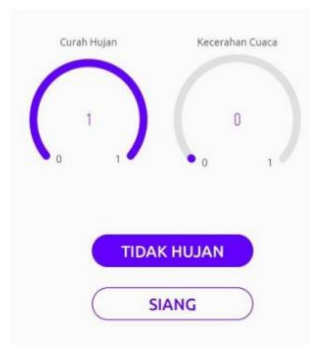 Curah Hujan
Kecerahan Cuaca
1
0
0 1
0 1
TIDAK HUJAN
SIANG